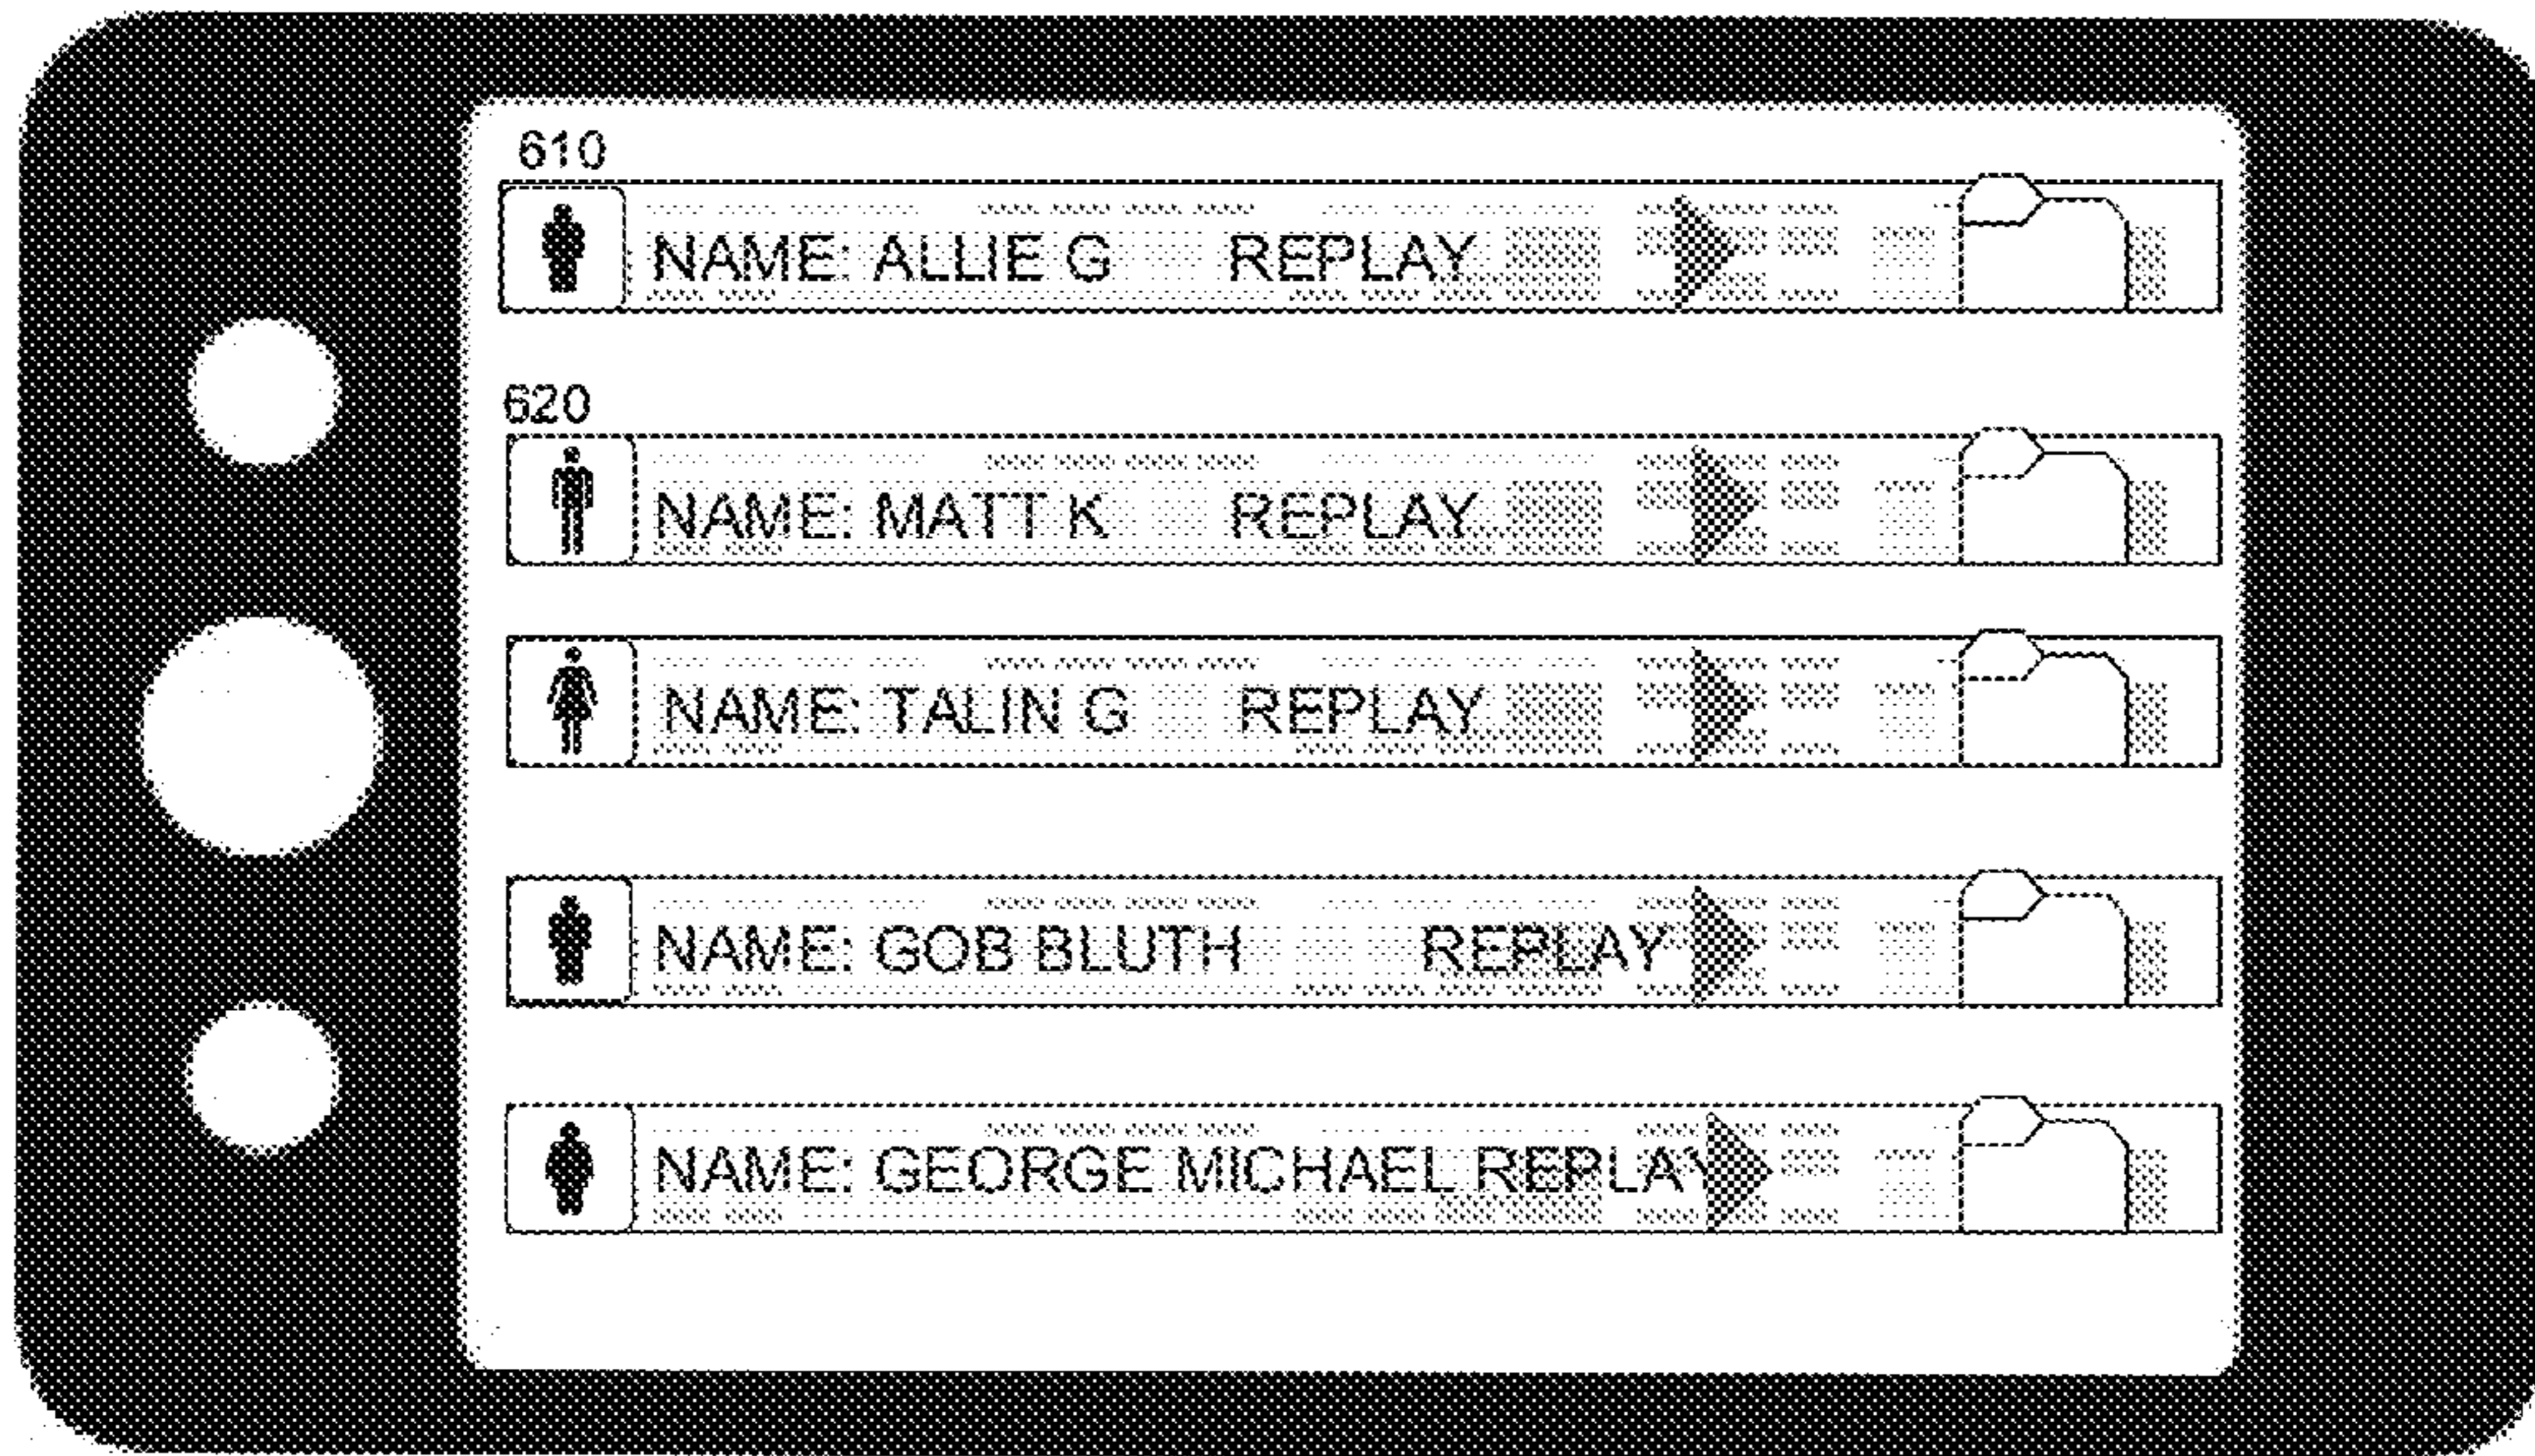 610
NAME: ALLIE G REPLAY
620
NAME: MATT K REPLAY
NAME: TALIN G REPLAY
NAME: GOB BLUTH REPLAY
NAME: GEORGE MICHAEL REPLAY